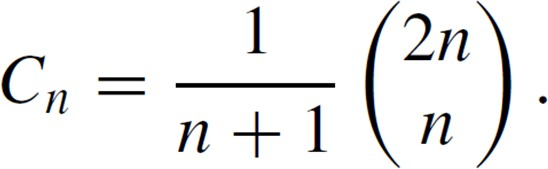 $C_n = \frac{1}{n+1} \binom{2n}{n}.$